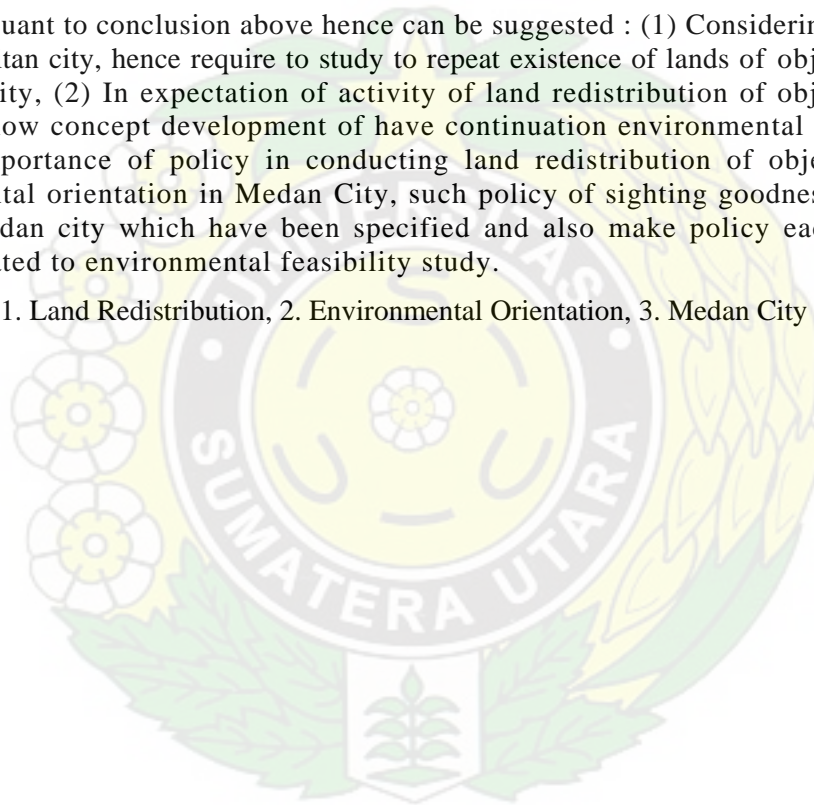 uant to conclusion above hence can be suggested : (1) Considerin
tan city, hence require to study to repeat existence of lands of obj
ity, (2) In expectation of activity of land redistribution of obj
ow concept development of have continuation environmental
portance of policy in conducting land redistribution of obje
tal orientation in Medan City, such policy of sighting goodnes
dan city which have been specified and also make policy eac
ted to environmental feasibility study.
1. Land Redistribution, 2. Environmental Orientation, 3. Medan City
UNIVERSITAS
SUMATERA UTARA